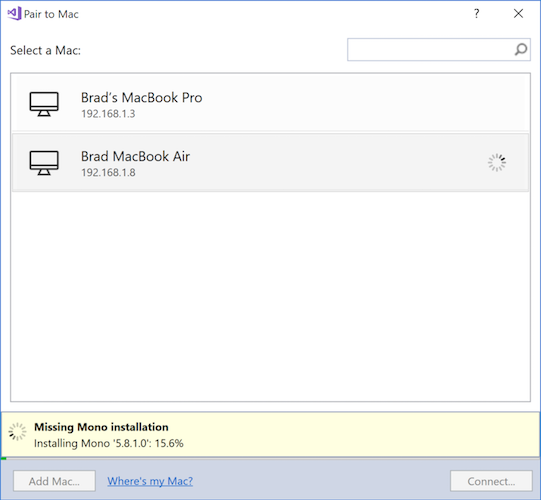 Pair to Mac
?
Select a Mac:
Brad's MacBook Pro
192.168.1.3
Brad MacBook Air
192.168.1.8
Missing Mono installation
Installing Mono '5.8.1.0': 15.6%
Add Mac...
Where's my Mac?
Connect...